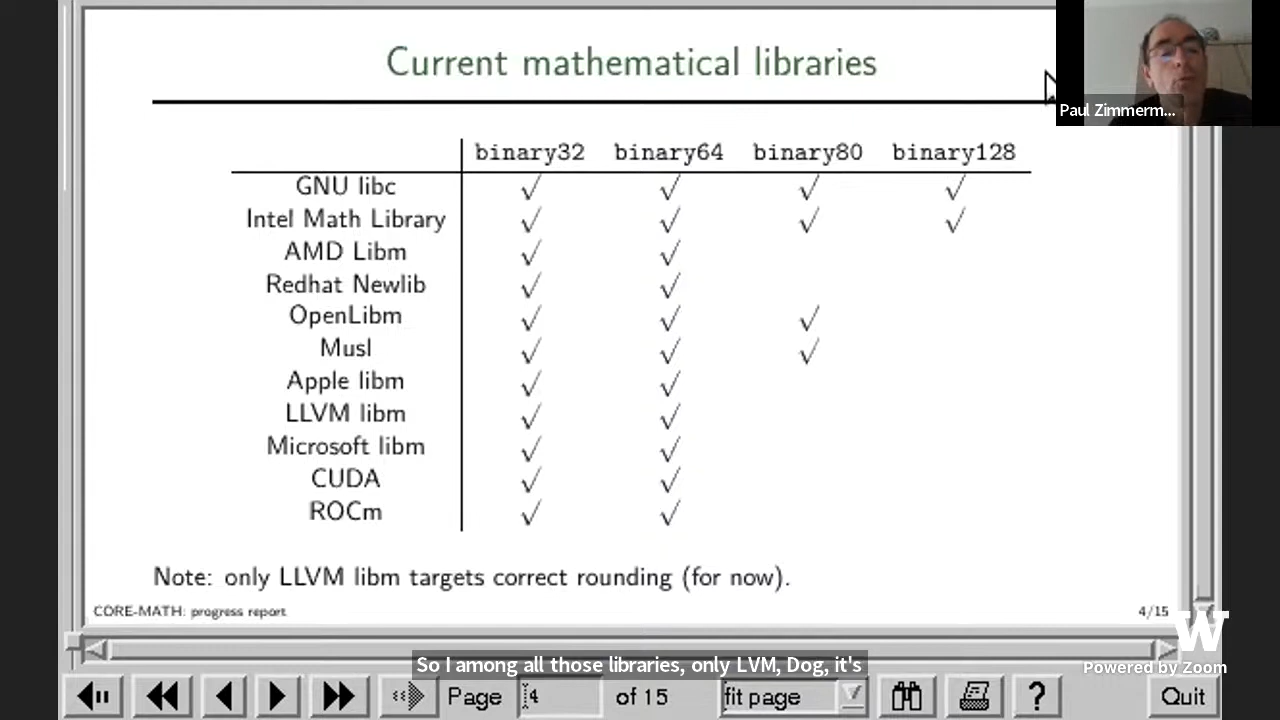 Current mathematical libraries
Paul Zimmerm...
binary32 binary64 binary80 binary128
GNU libc √ √ √ √
Intel Math Library √ √ √ √
AMD Libm √ √
Redhat Newlib √ √
OpenLibm √ √ √
Musl √ √ √
Apple libm √ √
LLVM libm √ √
Microsoft libm √ √
CUDA √ √
ROCm √ √
Note: only LLVM libm targets correct rounding (for now).
CORE-MATH: progress report 4/15
W
So I among all those libraries, only LVM, Dog, it's
Powered by Zoom
Page 4 of 15 fit page ? Quit